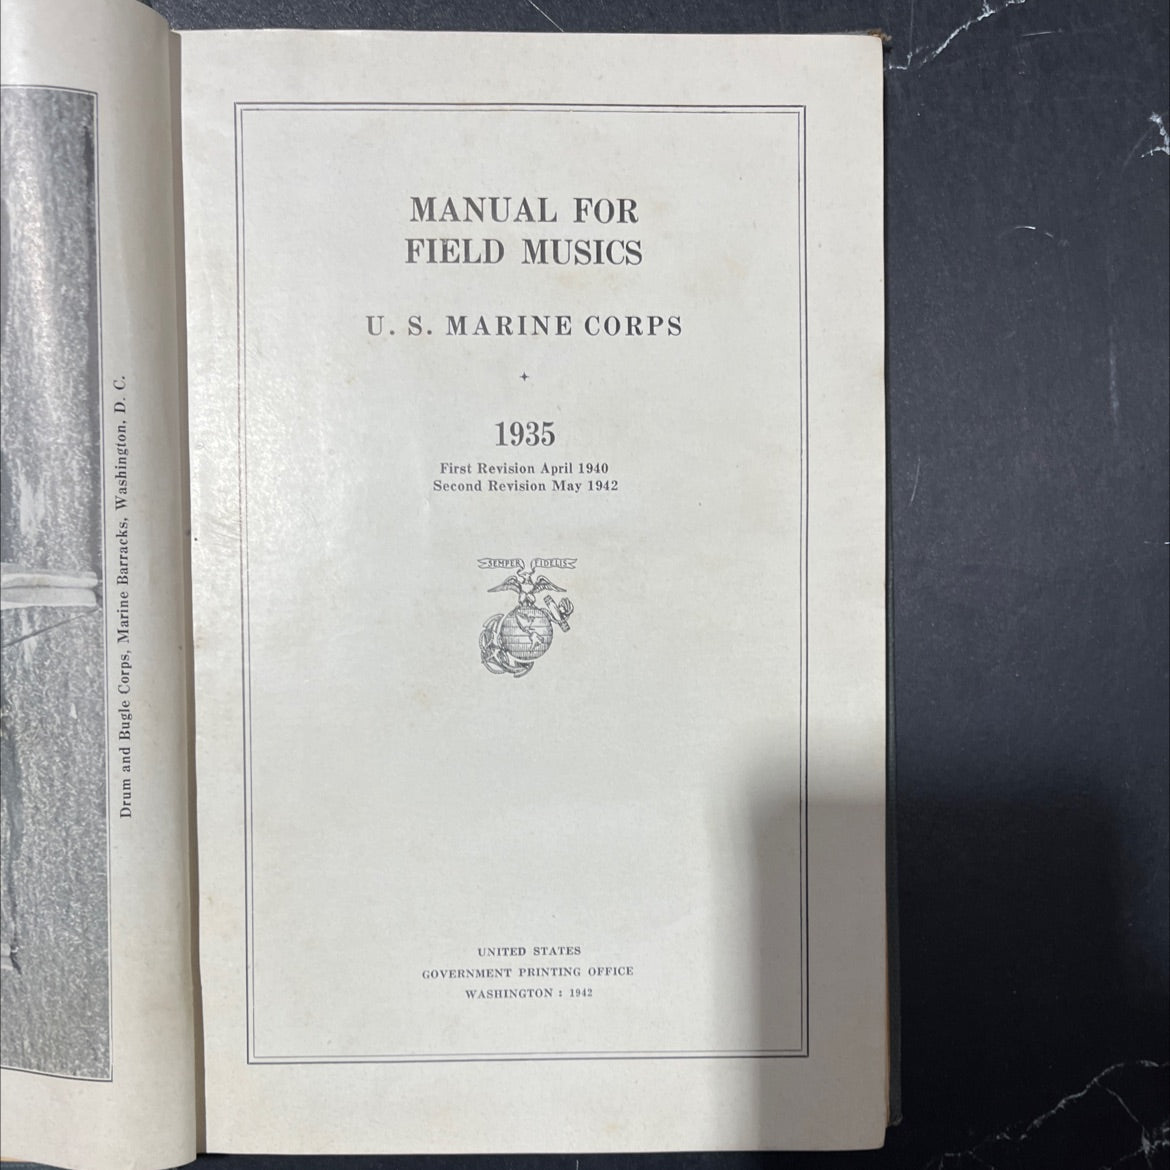 Drum and Bugle Corps, Marine Barracks, Washington, D. C.
MANUAL FOR
FIELD MUSICS
U. S. MARINE CORPS
1935
First Revision April 1940
Second Revision May 1942
SEMPER FIDELIS
UNITED STATES
GOVERNMENT PRINTING OFFICE
WASHINGTON : 1942